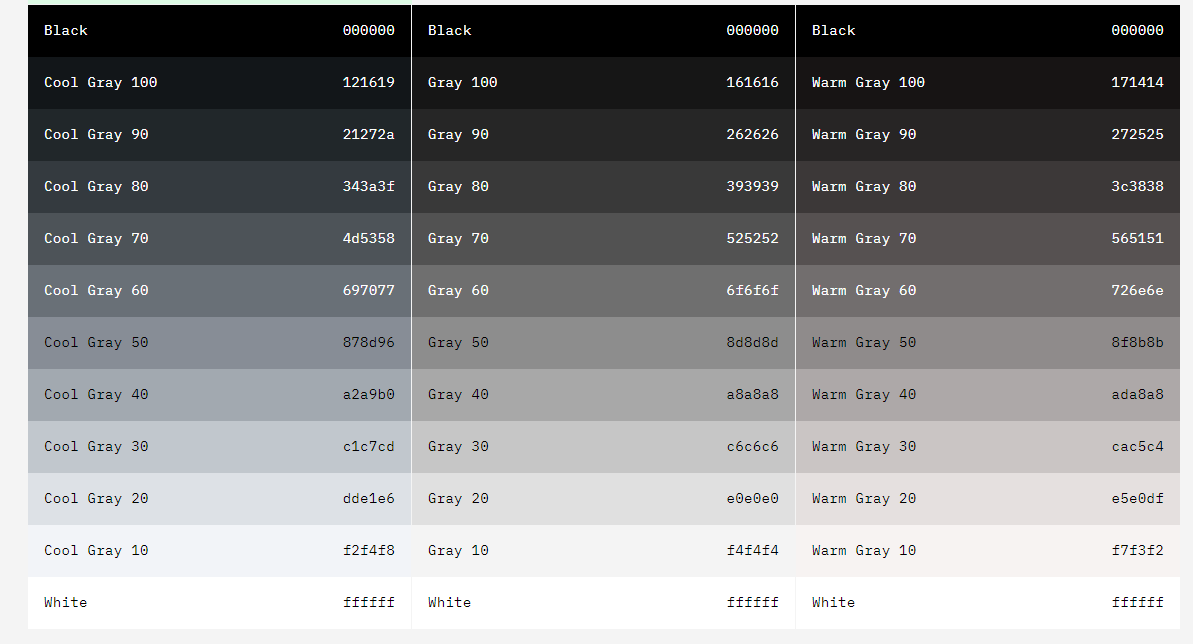 Black 000000 Black 000000 Black 000000
Cool Gray 100 121619 Gray 100 161616 Warm Gray 100 171414
Cool Gray 90 21272a Gray 90 262626 Warm Gray 90 272525
Cool Gray 80 343a3f Gray 80 393939 Warm Gray 80 3c3838
Cool Gray 70 4d5358 Gray 70 525252 Warm Gray 70 565151
Cool Gray 60 697077 Gray 60 6f6f6f Warm Gray 60 726e6e
Cool Gray 50 878d96 Gray 50 8d8d8d Warm Gray 50 8f8b8b
Cool Gray 40 a2a9b0 Gray 40 a8a8a8 Warm Gray 40 ada8a8
Cool Gray 30 c1c7cd Gray 30 c6c6c6 Warm Gray 30 cac5c4
Cool Gray 20 dde1e6 Gray 20 e0e0e0 Warm Gray 20 e5e0df
Cool Gray 10 f2f4f8 Gray 10 f4f4f4 Warm Gray 10 f7f3f2
White ffffff White ffffff White ffffff